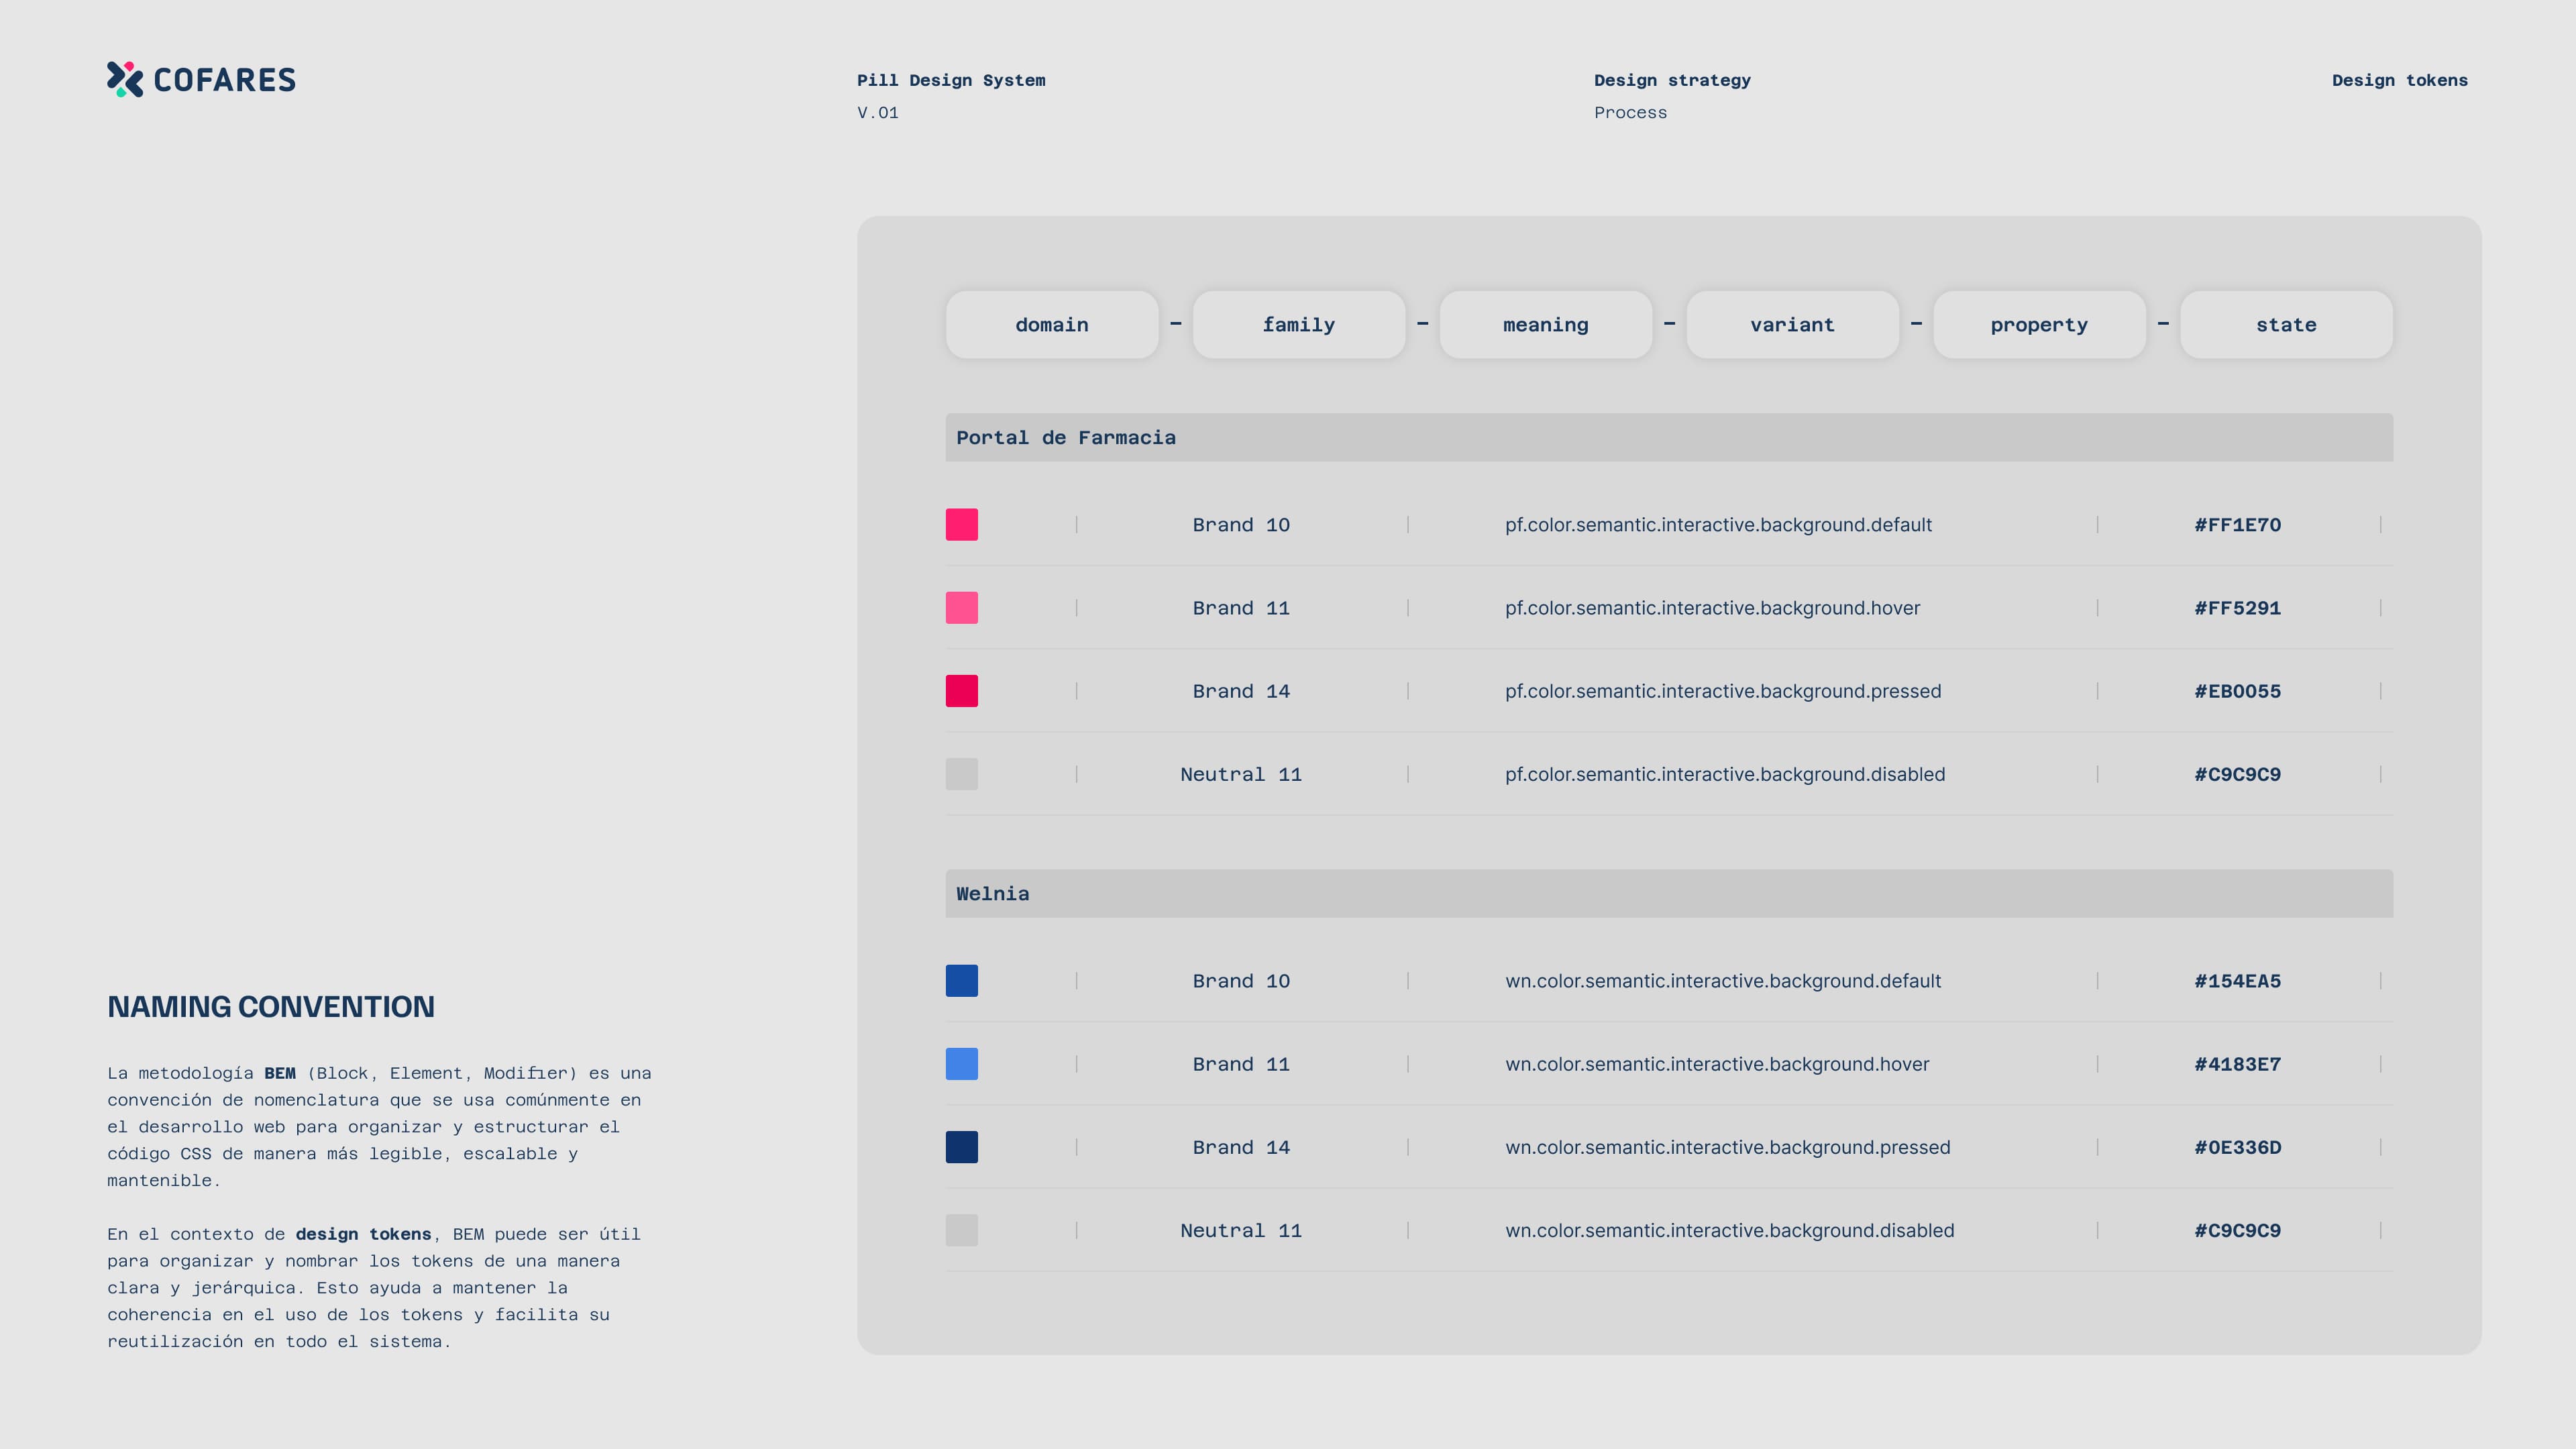 COFARES
Pill Design System
V.01
Design strategy
Process
Design tokens
domain - family - meaning - variant - property - state
Portal de Farmacia
Brand 10 | pf.color.semantic.interactive.background.default | #FF1E70
Brand 11 | pf.color.semantic.interactive.background.hover | #FF5291
Brand 14 | pf.color.semantic.interactive.background.pressed | #EB0055
Neutral 11 | pf.color.semantic.interactive.background.disabled | #C9C9C9
Welnia
Brand 10 | wn.color.semantic.interactive.background.default | #154EA5
Brand 11 | wn.color.semantic.interactive.background.hover | #4183E7
Brand 14 | wn.color.semantic.interactive.background.pressed | #0E336D
Neutral 11 | wn.color.semantic.interactive.background.disabled | #C9C9C9
NAMING CONVENTION
La metodología BEM (Block, Element, Modifier) es una
convención de nomenclatura que se usa comúnmente en
el desarrollo web para organizar y estructurar el
código CSS de manera más legible, escalable y
mantenible.
En el contexto de design tokens, BEM puede ser útil
para organizar y nombrar los tokens de una manera
clara y jerárquica. Esto ayuda a mantener la
coherencia en el uso de los tokens y facilita su
reutilización en todo el sistema.